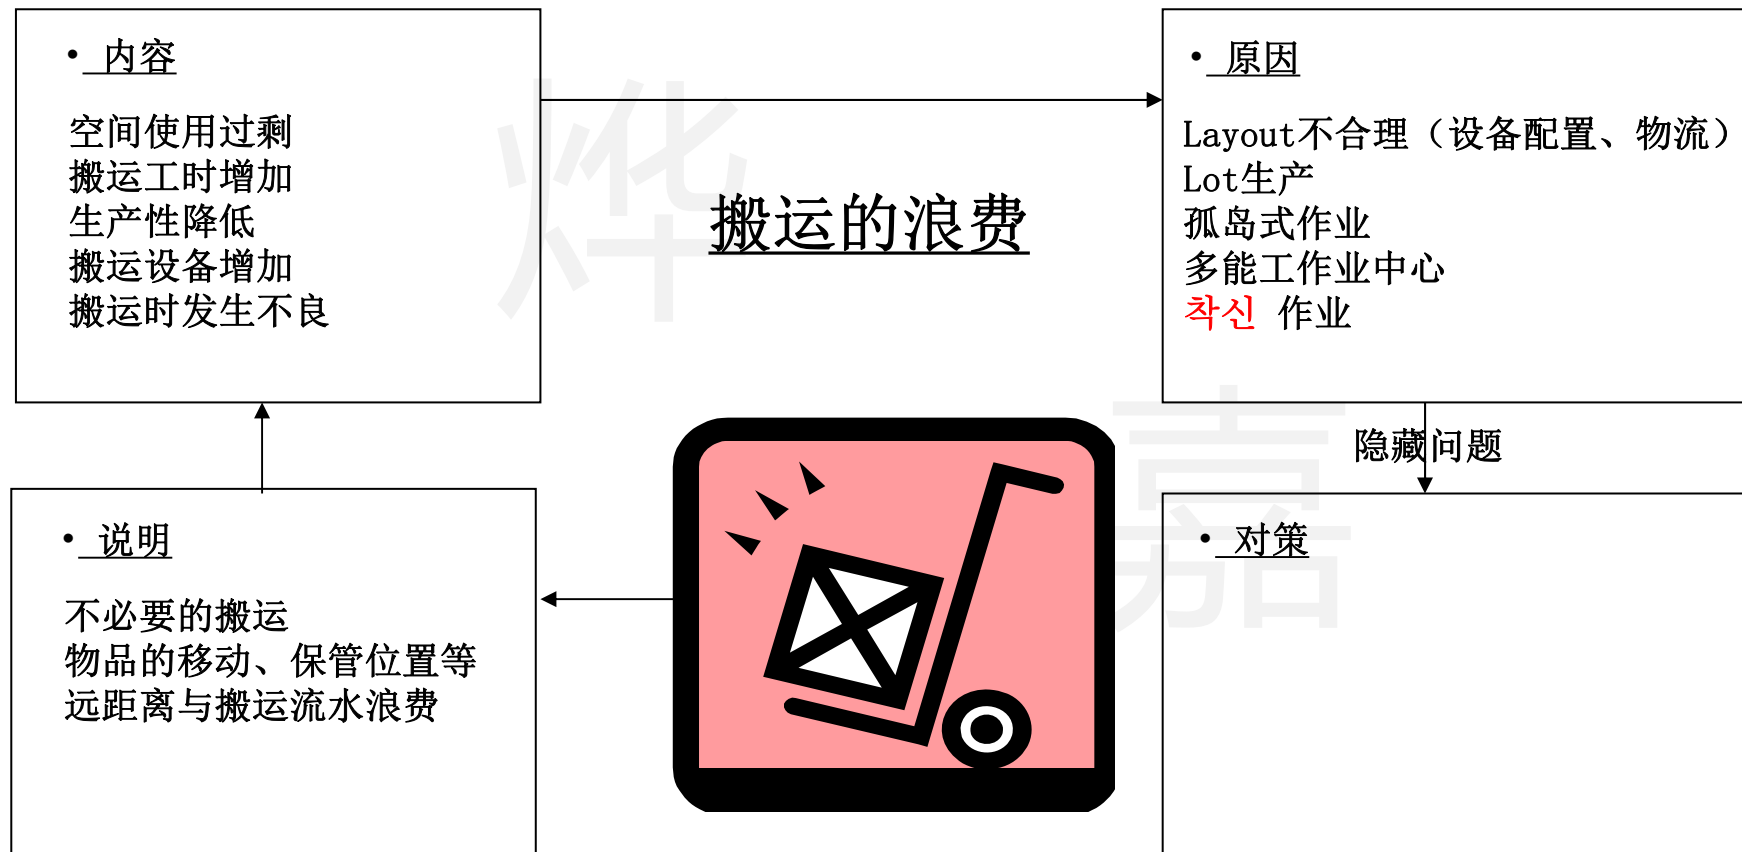 • 内容
空间使用过剩
搬运工时增加
生产性降低
搬运设备增加
搬运时发生不良
搬运的浪费
• 原因
Layout不合理（设备配置、物流）
Lot生产
孤岛式作业
多能工作业中心
착신 作业
隐藏问题
• 说明
不必要的搬运
物品的移动、保管位置等
远距离与搬运流水浪费
• 对策
烨
嘉